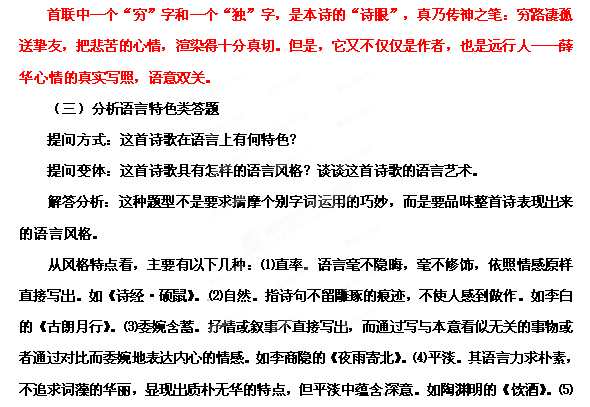 首联中一个“穷”字和一个“独”字，是本诗的“诗眼”，真乃传神之笔：穷路凄孤
送挚友，把悲苦的心情，渲染得十分真切。但是，它又不仅仅是作者，也是远行人——薛
华心情的真实写照，语意双关。
（三）分析语言特色类答题
提问方式：这首诗歌在语言上有何特色？
提问变体：这首诗歌具有怎样的语言风格？谈谈这首诗歌的语言艺术。
解答分析：这种题型不是要求揣摩个别字词运用的巧妙，而是要品味整首诗表现出来
的语言风格。
从风格特点看，主要有以下几种：⑴直率。语言毫不隐晦，毫不修饰，依照情感原样
直接写出。如《诗经·硕鼠》。⑵自然。指诗句不留雕琢的痕迹，不使人感到做作。如李白
的《古朗月行》。⑶委婉含蓄。抒情或叙事不直接写出，而通过写与本意看似无关的事物或
者通过对比而委婉地表达内心的情感。如李商隐的《夜雨寄北》。⑷平淡。其语言力求朴素，
不追求词藻的华丽，显现出质朴无华的特点，但平淡中蕴含深意。如陶渊明的《饮酒》。⑸